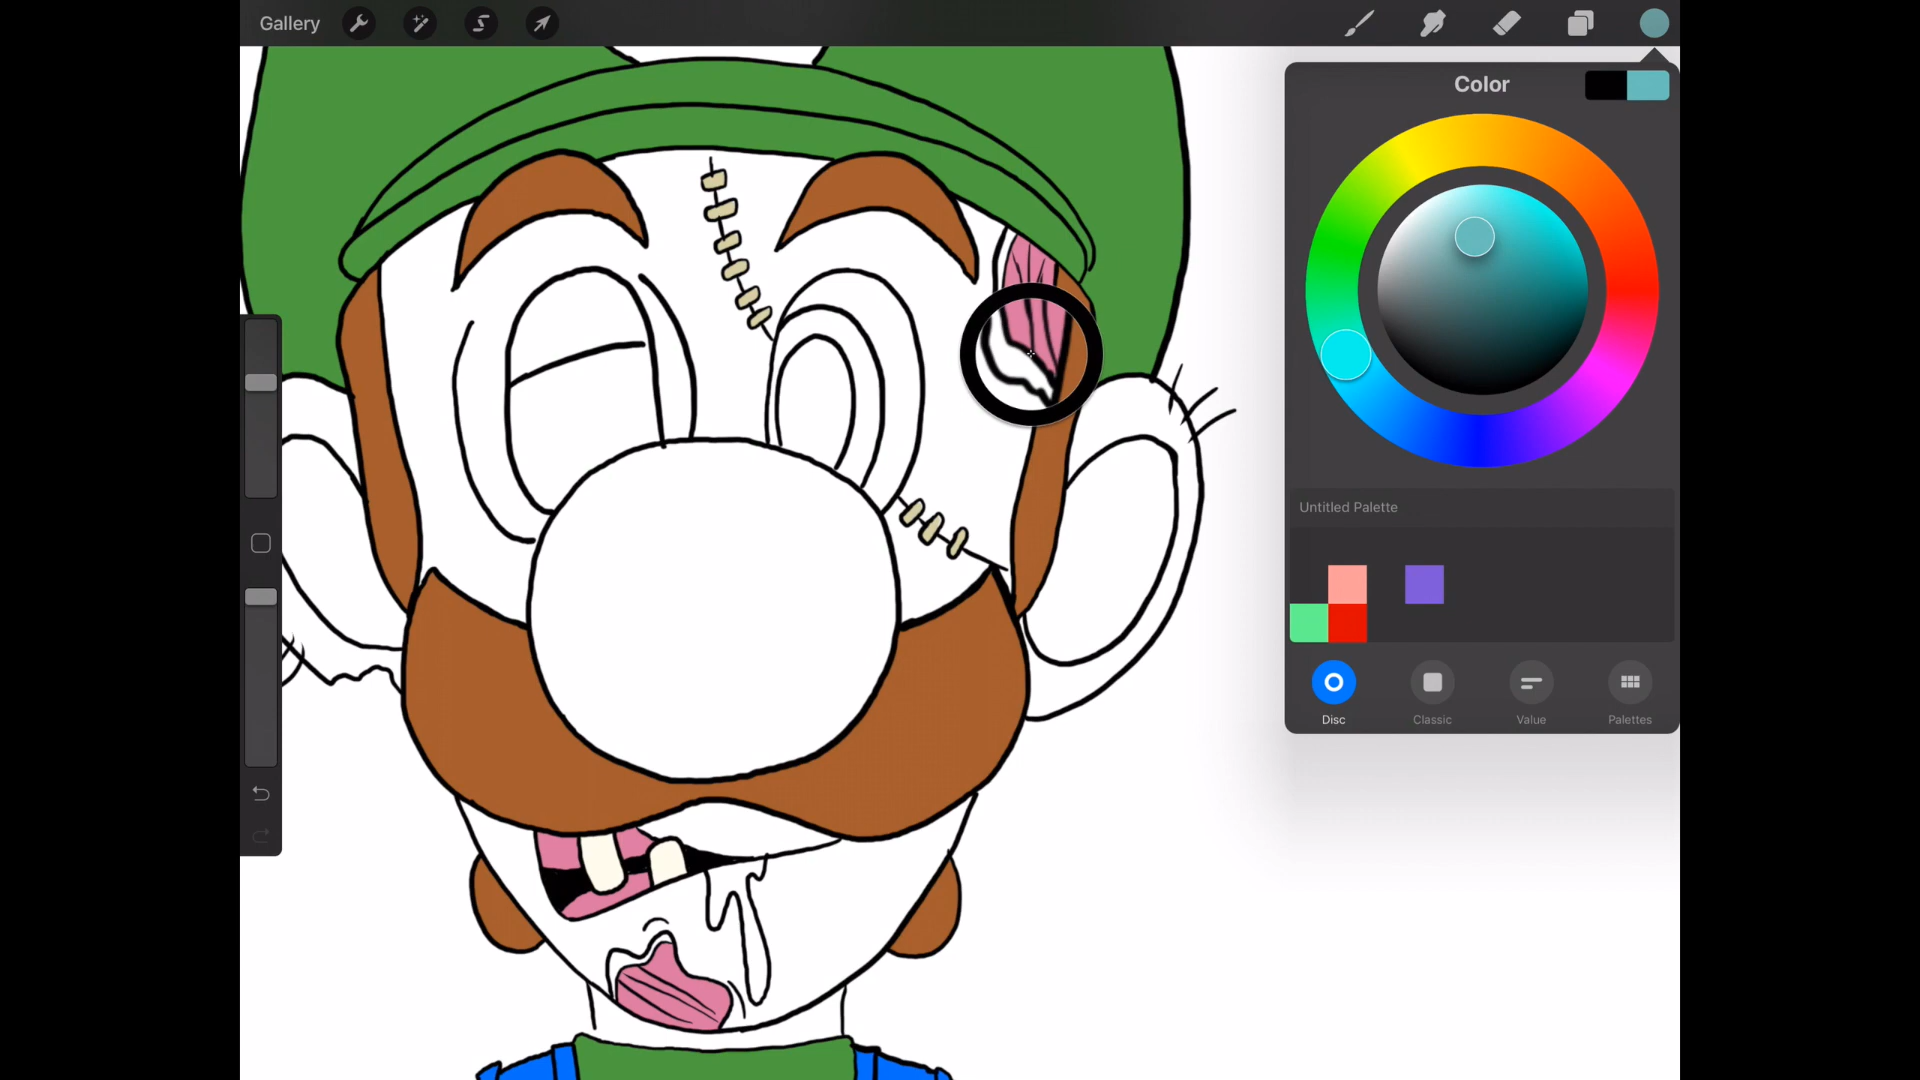 Gallery
Color
Untitled Palette
Disc
Classic
Value
Palettes